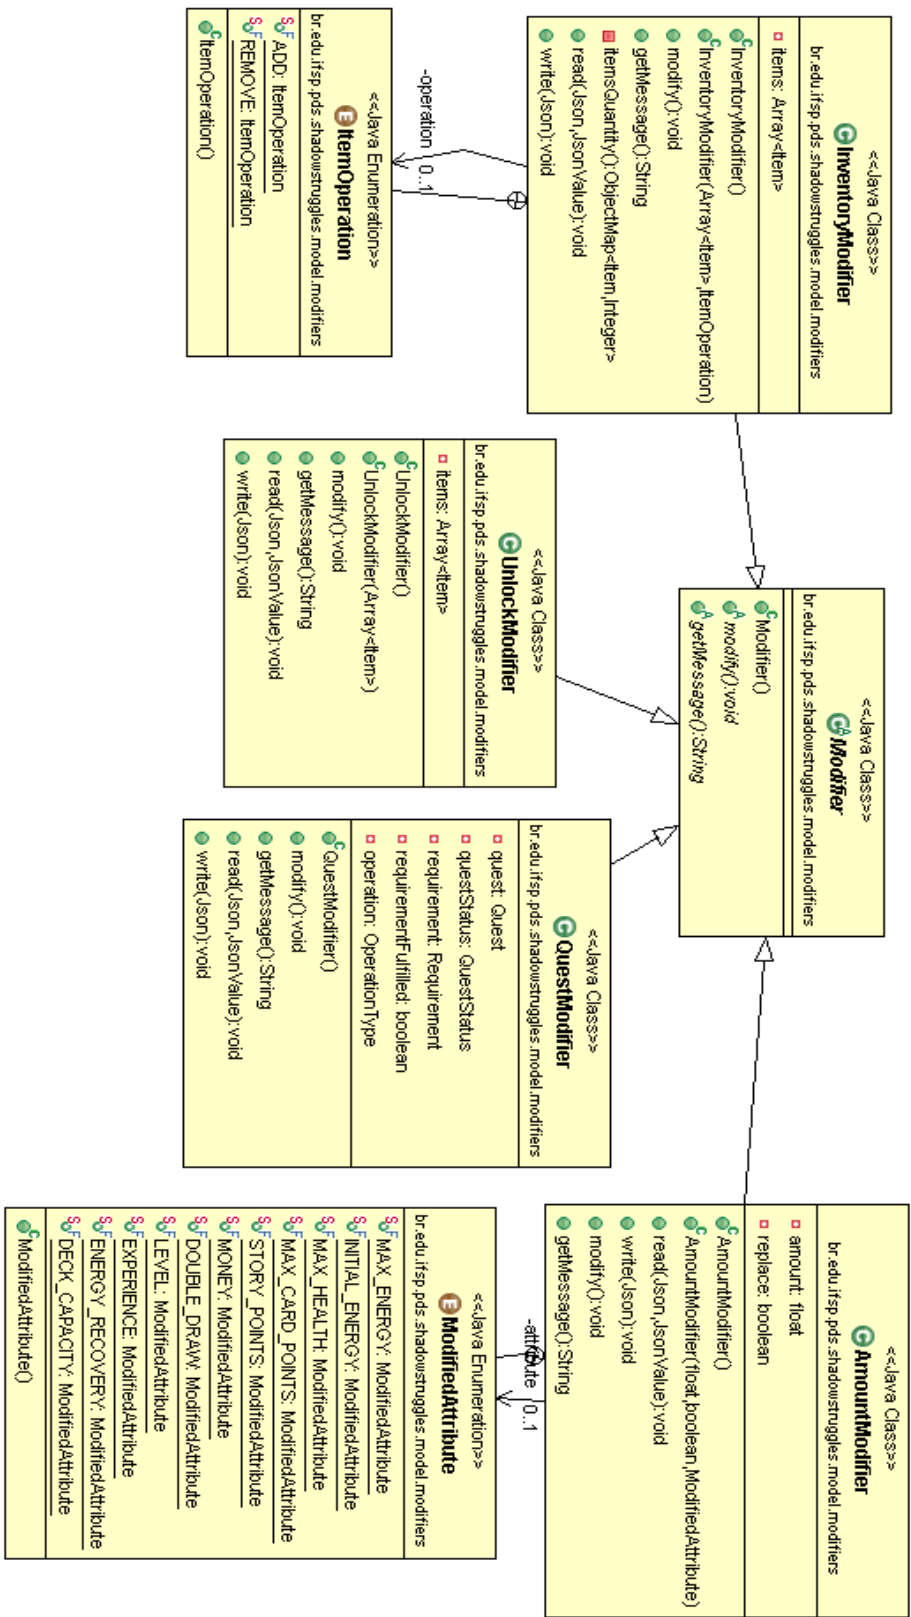 <<Java Class>>
InventoryModifier
br.edu.ifsp.pds.shadowstruggles.model.modifiers
items: Array<Item>
InventoryModifier()
InventoryModifier(Array<Item>,ItemOperation)
modify():void
getMessage():String
itemsQuantity():ObjectMap<Item,Integer>
read(Json,JsonValue):void
write(Json):void
-operation
0..1
<<Java Enumeration>>
ItemOperation
br.edu.ifsp.pds.shadowstruggles.model.modifiers
ADD: ItemOperation
REMOVE: ItemOperation
ItemOperation()
<<Java Class>>
Modifier
br.edu.ifsp.pds.shadowstruggles.model.modifiers
Modifier()
modify():void
getMessage():String
<<Java Class>>
UnlockModifier
br.edu.ifsp.pds.shadowstruggles.model.modifiers
items: Array<Item>
UnlockModifier()
UnlockModifier(Array<Item>)
modify():void
getMessage():String
read(Json,JsonValue):void
write(Json):void
<<Java Class>>
QuestModifier
br.edu.ifsp.pds.shadowstruggles.model.modifiers
quest: Quest
questStatus: QuestStatus
requirement: Requirement
requirementFulfilled: boolean
operation: OperationType
QuestModifier()
modify():void
getMessage():String
read(Json,JsonValue):void
write(Json):void
<<Java Class>>
AmountModifier
br.edu.ifsp.pds.shadowstruggles.model.modifiers
amount: float
replace: boolean
AmountModifier()
AmountModifier(float,boolean,ModifiedAttribute)
read(Json,JsonValue):void
write(Json):void
modify():void
getMessage():String
-attribute
0..1
<<Java Enumeration>>
ModifiedAttribute
br.edu.ifsp.pds.shadowstruggles.model.modifiers
MAX_ENERGY: ModifiedAttribute
INITIAL_ENERGY: ModifiedAttribute
MAX_HEALTH: ModifiedAttribute
MAX_CARD_POINTS: ModifiedAttribute
STORY_POINTS: ModifiedAttribute
MONEY: ModifiedAttribute
DOUBLE_DRAW: ModifiedAttribute
LEVEL: ModifiedAttribute
EXPERIENCE: ModifiedAttribute
ENERGY_RECOVERY: ModifiedAttribute
DECK_CAPACITY: ModifiedAttribute
ModifiedAttribute()